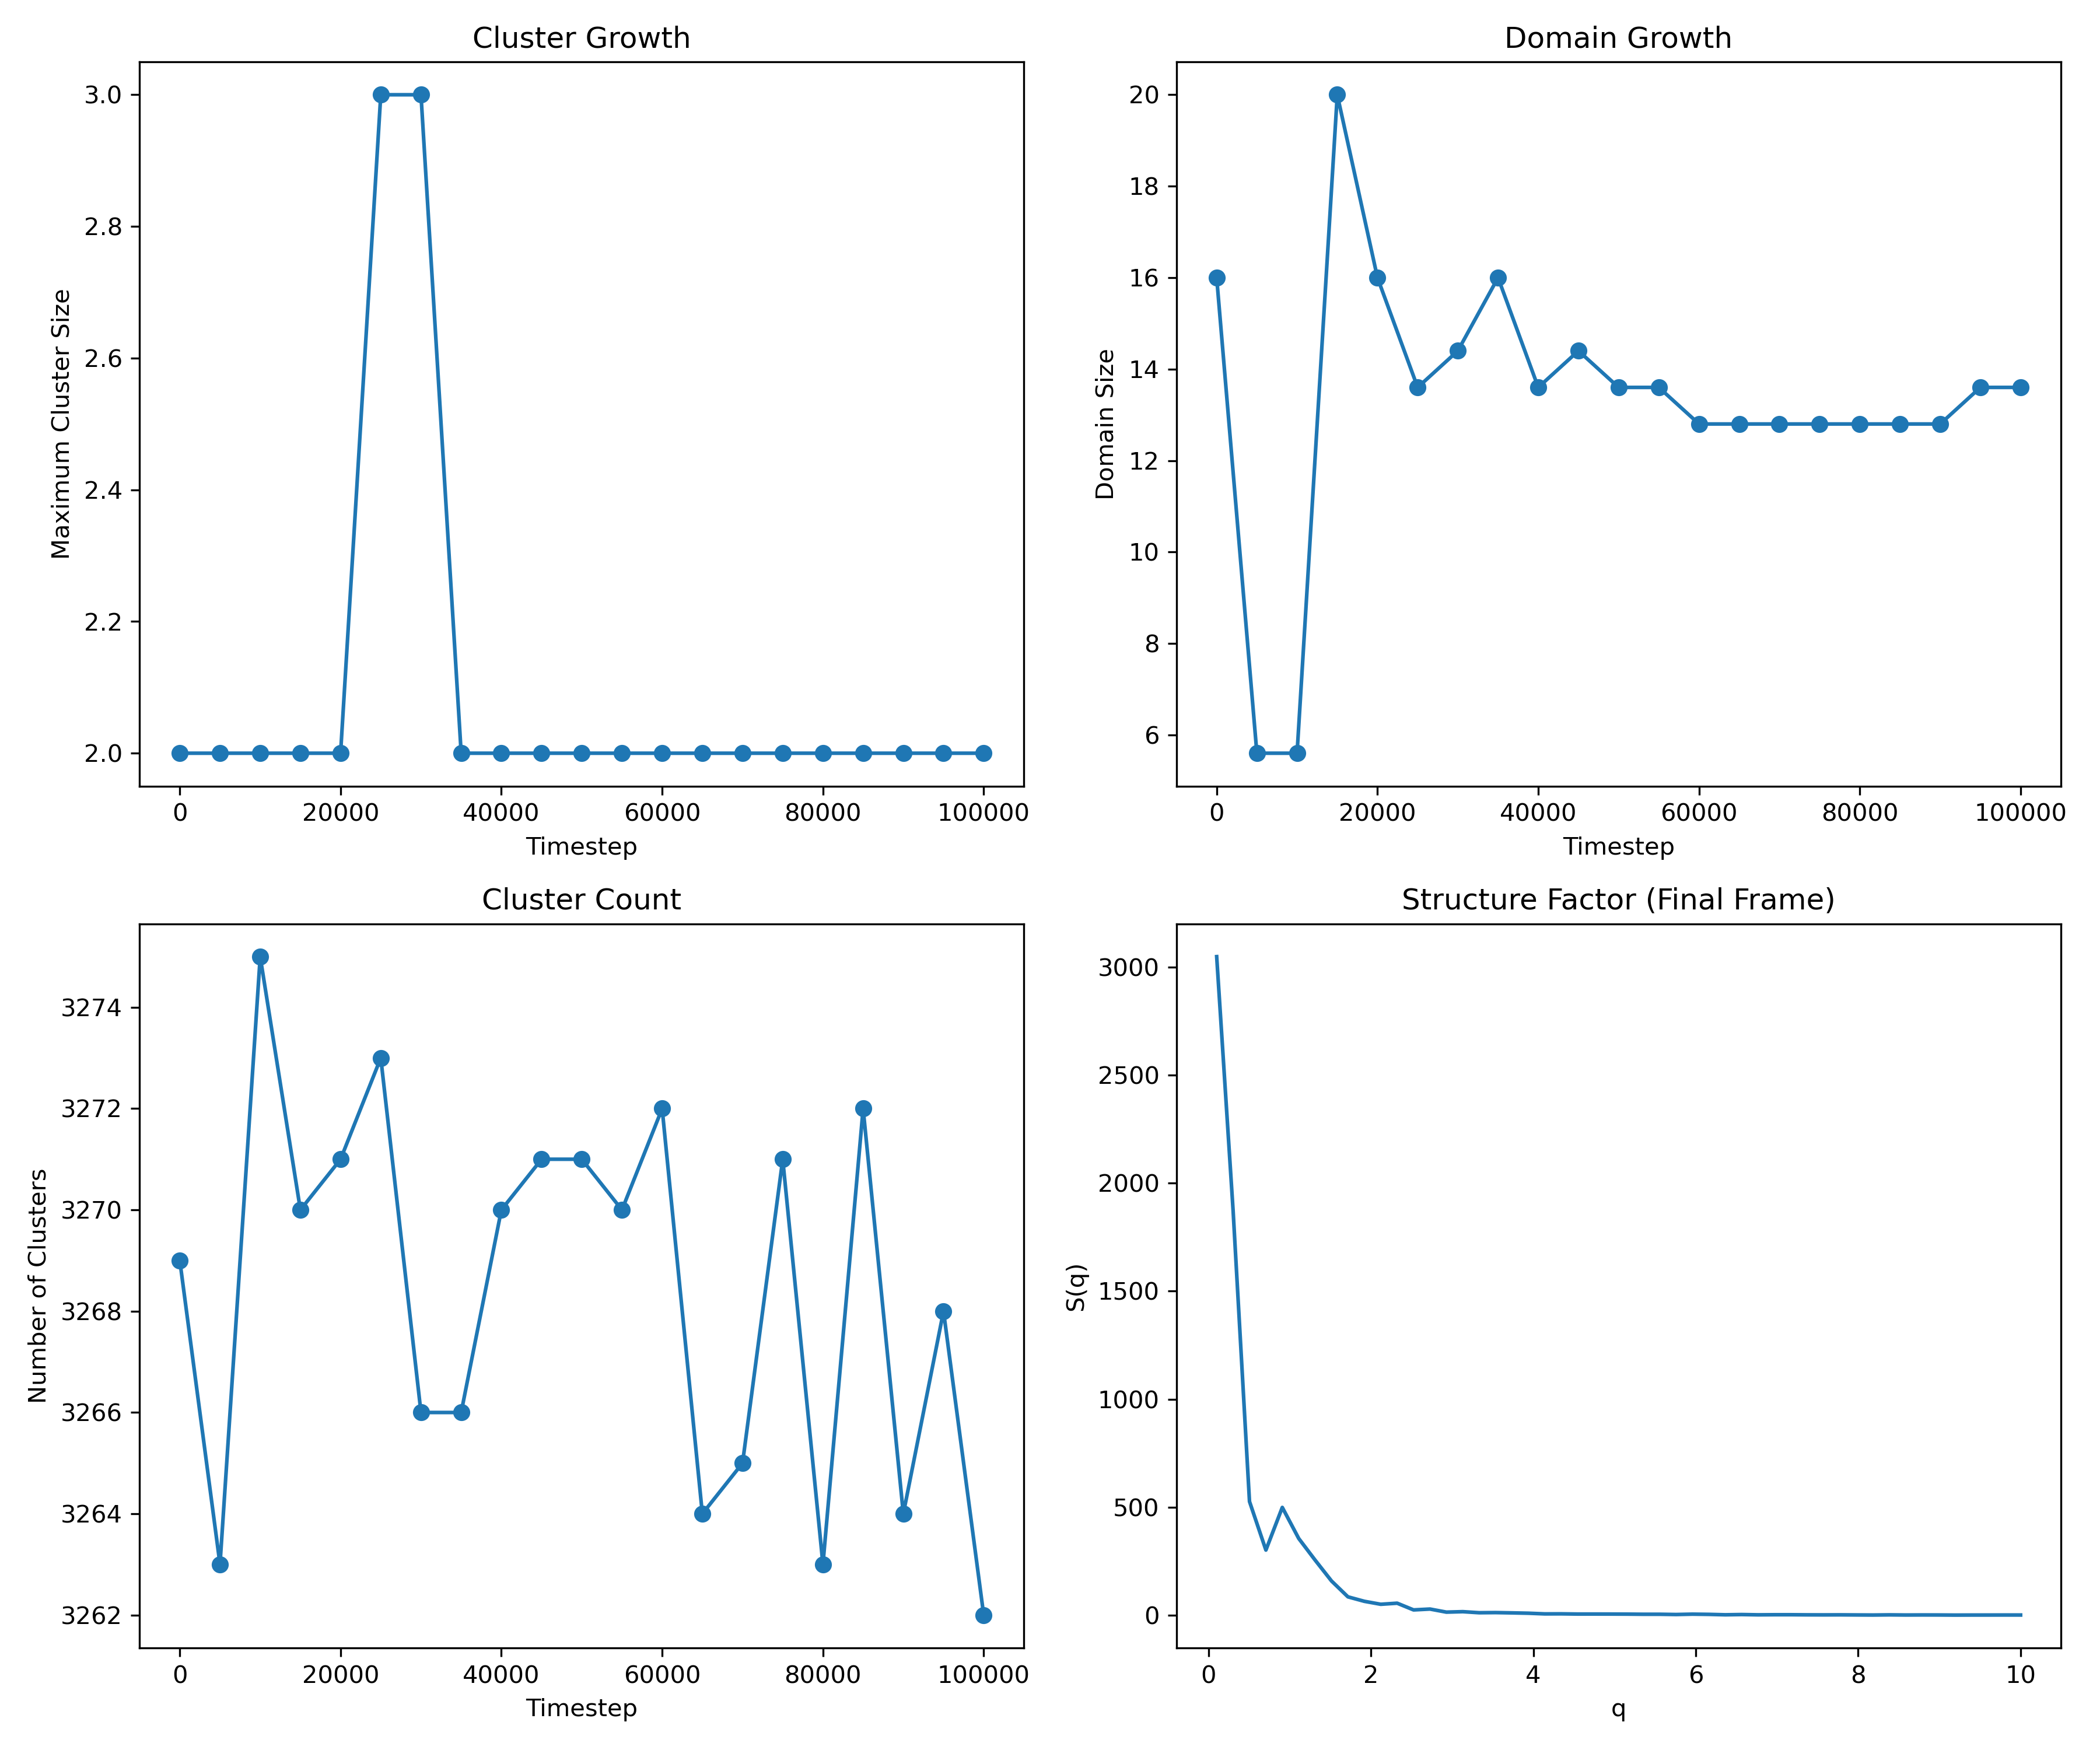 Cluster Growth
Maximum Cluster Size
3.0
2.8
2.6
2.4
2.2
2.0
0 20000 40000 60000 80000 100000
Timestep
Domain Growth
Domain Size
20
18
16
14
12
10
8
6
0 20000 40000 60000 80000 100000
Timestep
Cluster Count
Number of Clusters
3274
3272
3270
3268
3266
3264
3262
0 20000 40000 60000 80000 100000
Timestep
Structure Factor (Final Frame)
S(q)
3000
2500
2000
1500
1000
500
0
0 2 4 6 8 10
q